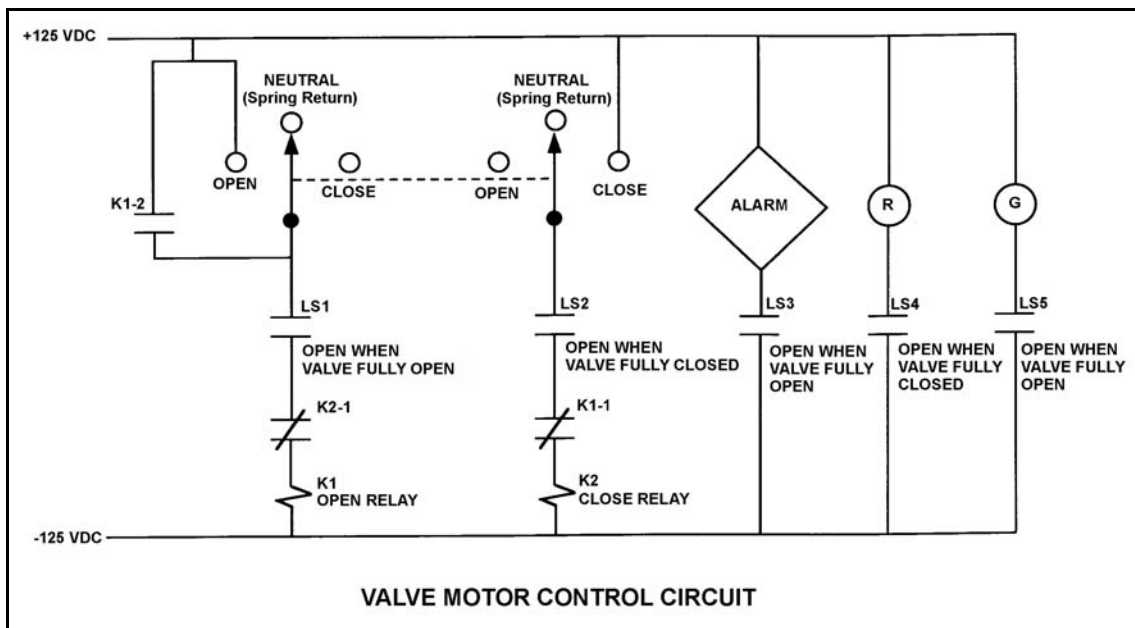 +125 VDC
NEUTRAL
(Spring Return)
NEUTRAL
(Spring Return)
OPEN
CLOSE
OPEN
CLOSE
K1-2
ALARM
R
G
LS1
OPEN WHEN
VALVE FULLY OPEN
LS2
OPEN WHEN
VALVE FULLY CLOSED
LS3
OPEN WHEN
VALVE FULLY
OPEN
LS4
OPEN WHEN
VALVE FULLY
CLOSED
LS5
OPEN WHEN
VALVE FULLY
OPEN
K2-1
K1-1
K1
OPEN RELAY
K2
CLOSE RELAY
-125 VDC
VALVE MOTOR CONTROL CIRCUIT